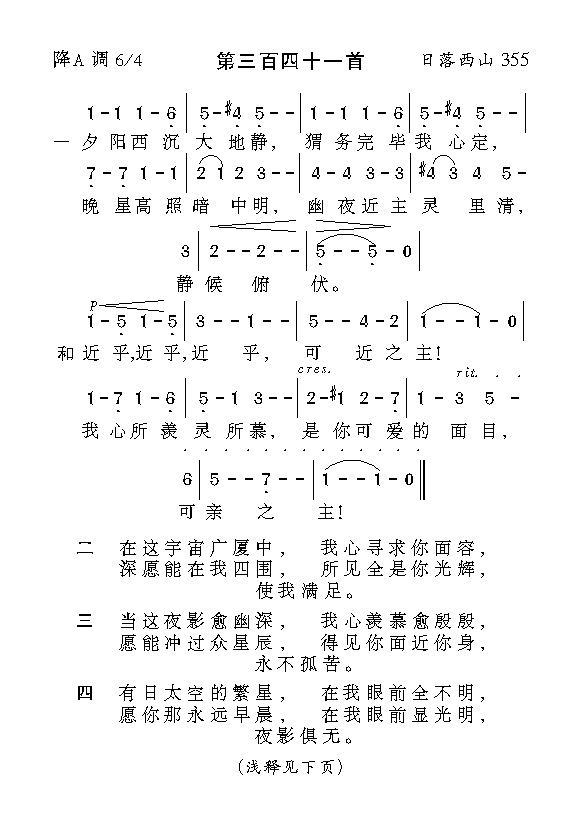 降A 调 6/4 第三百四十一首 日落西山 355
1-1 1-6 | 5-#4 5-- | 1-1 1-6 | 5-#4 5--
一 夕阳西沉大地静， 猬务完毕我心定，
7-7 1-1 | 2 1 2 3-- | 4-4 3-3 | #4 3 4 5-
晚星高照暗中明， 幽夜近主灵里清，
3 | 2--2-- | 5--5-0 |
静候俯伏。
p
1-5 1-5 | 3--1-- | 5--4-2 | 1--1-0 |
和近乎,近乎,近乎， 可近之主！
cres. rit. . .
1-7 1-6 | 5-1 3-- | 2-#1 2-7 | 1-3 5-
我心所羡灵所慕， 是你可爱的面目，
6 | 5--7-- | 1--1-0 ‖
可亲之主！
二 在这宇宙广厦中， 我心寻求你面容，
深愿能在我四围， 所见全是你光辉，
使我满足。
三 当这夜影愈幽深， 我心羡慕愈殷殷，
愿能冲过众星辰， 得见你面近你身，
永不孤苦。
四 有日太空的繁星， 在我眼前全不明，
愿你那永远早晨， 在我眼前显光明，
夜影俱无。
(浅释见下页)